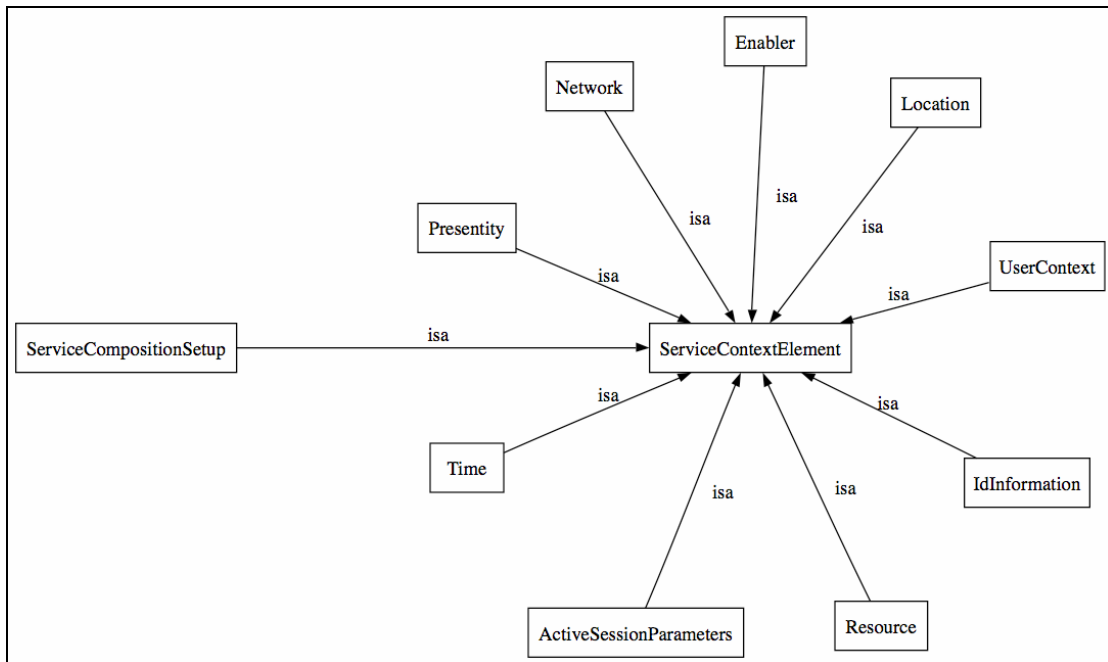 Enabler
Network
Location
isa
isa
isa
Presentity
UserContext
isa
isa
ServiceCompositionSetup
isa
ServiceContextElement
isa
isa
Time
IdInformation
isa
isa
ActiveSessionParameters
Resource